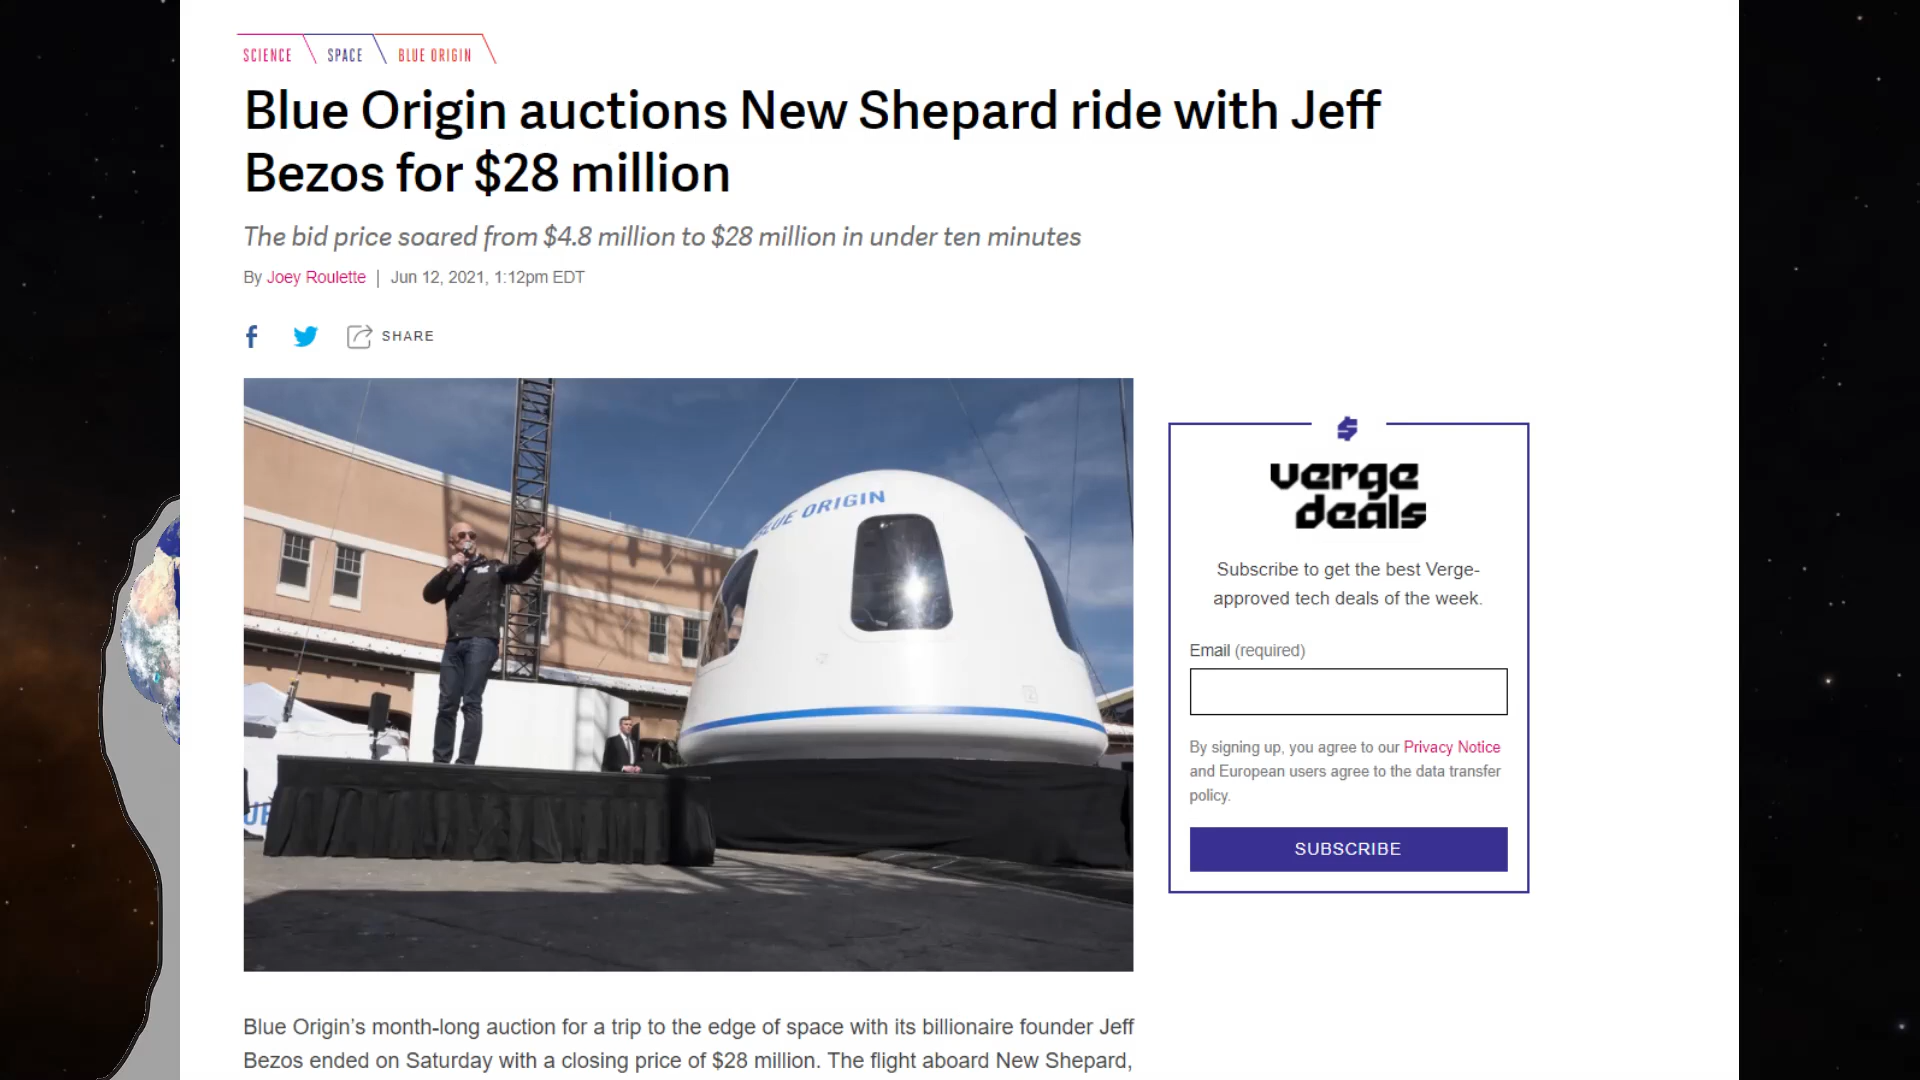 SCIENCE
SPACE
BLUE ORIGIN
Blue Origin auctions New Shepard ride with Jeff
Bezos for $28 million
The bid price soared from $4.8 million to $28 million in under ten minutes
By Joey Roulette | Jun 12, 2021, 1:12pm EDT
SHARE
BLUE ORIGIN
verge
deals
Subscribe to get the best Verge-
approved tech deals of the week.
Email (required)
By signing up, you agree to our Privacy Notice
and European users agree to the data transfer
policy.
SUBSCRIBE
Blue Origin’s month-long auction for a trip to the edge of space with its billionaire founder Jeff
Bezos ended on Saturday with a closing price of $28 million. The flight aboard New Shepard,